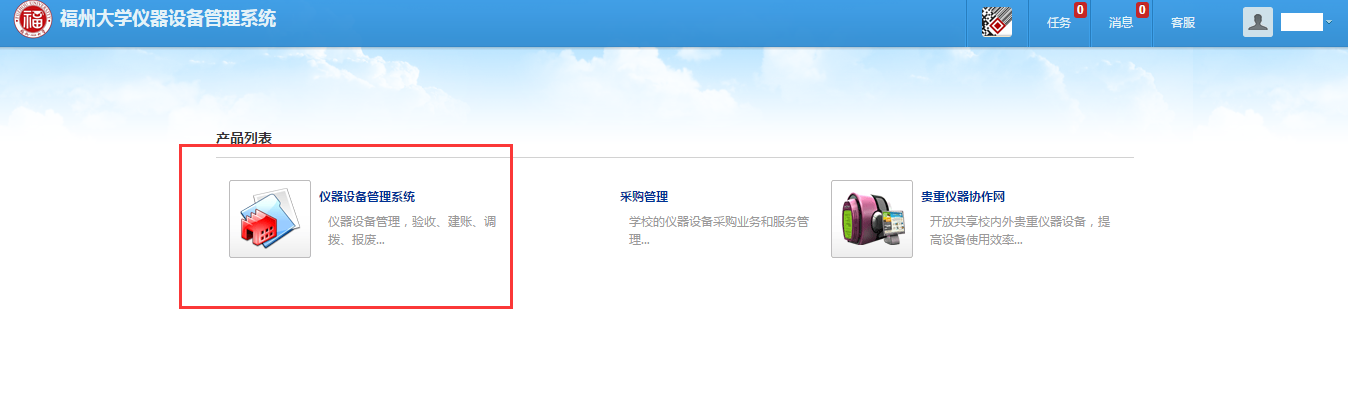 福
福州大学仪器设备管理系统
任务
0
消息
0
客服
产品列表
仪器设备管理系统
仪器设备管理，验收、建账、调
拨、报废...
采购管理
学校的仪器设备采购业务和服务管
理...
贵重仪器协作网
开放共享校内外贵重仪器设备，提
高设备使用效率...